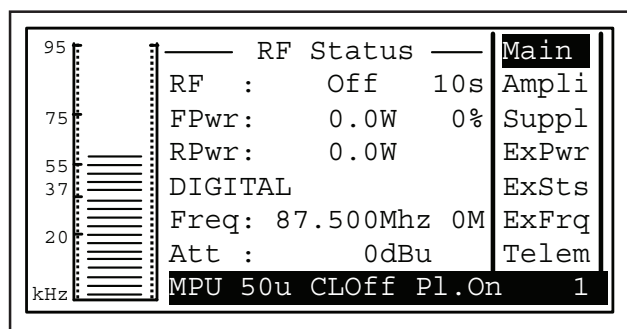 95
75
55
37
20
kHz
RF Status
RF : Off 10s
FPwr: 0.0W 0%
RPwr: 0.0W
DIGITAL
Freq: 87.500Mhz 0M
Att : 0dBu
MPU 50u CLOff Pl.On 1
Main
Ampli
Suppl
ExPwr
ExSts
ExFrq
Telem